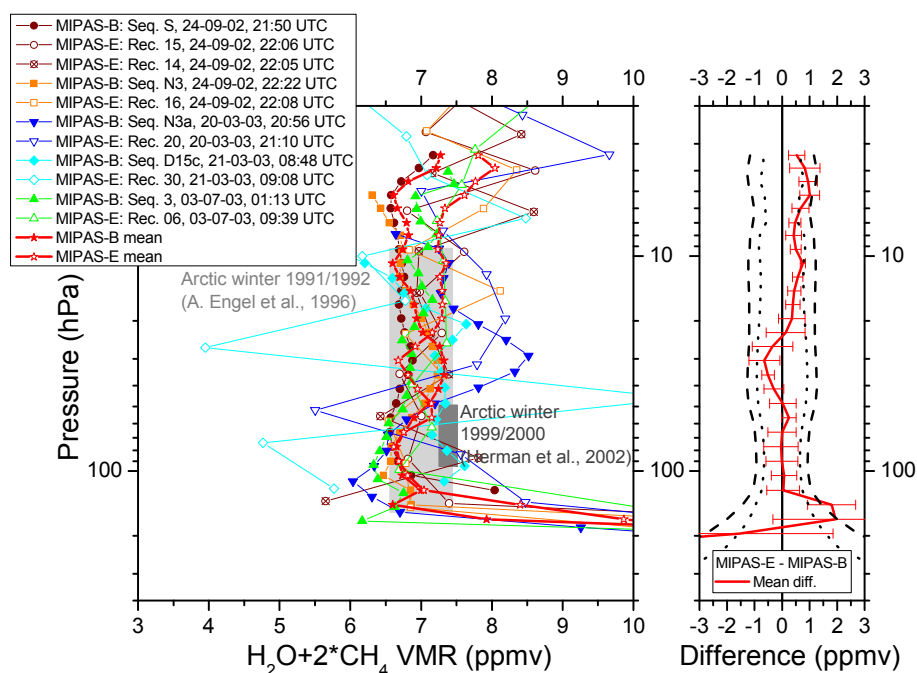 MIPAS-B: Seq. S, 24-09-02, 21:50 UTC
MIPAS-E: Rec. 15, 24-09-02, 22:06 UTC
MIPAS-E: Rec. 14, 24-09-02, 22:05 UTC
MIPAS-B: Seq. N3, 24-09-02, 22:22 UTC
MIPAS-E: Rec. 16, 24-09-02, 22:08 UTC
MIPAS-B: Seq. N3a, 20-03-03, 20:56 UTC
MIPAS-E: Rec. 20, 20-03-03, 21:10 UTC
MIPAS-B: Seq. D15c, 21-03-03, 08:48 UTC
MIPAS-E: Rec. 30, 21-03-03, 09:08 UTC
MIPAS-B: Seq. 3, 03-07-03, 01:13 UTC
MIPAS-E: Rec. 06, 03-07-03, 09:39 UTC
MIPAS-B mean
MIPAS-E mean
7 8 9 10
-3 -2 -1 0 1 2 3
10
10
Arctic winter 1991/1992
(A. Engel et al., 1996)
Pressure (hPa)
Arctic winter
1999/2000
(Herman et al., 2002)
100
100
MIPAS-E - MIPAS-B
Mean diff.
3 4 5 6 7 8 9 10
-3 -2 -1 0 1 2 3
H₂O+2*CH₄ VMR (ppmv)
Difference (ppmv)